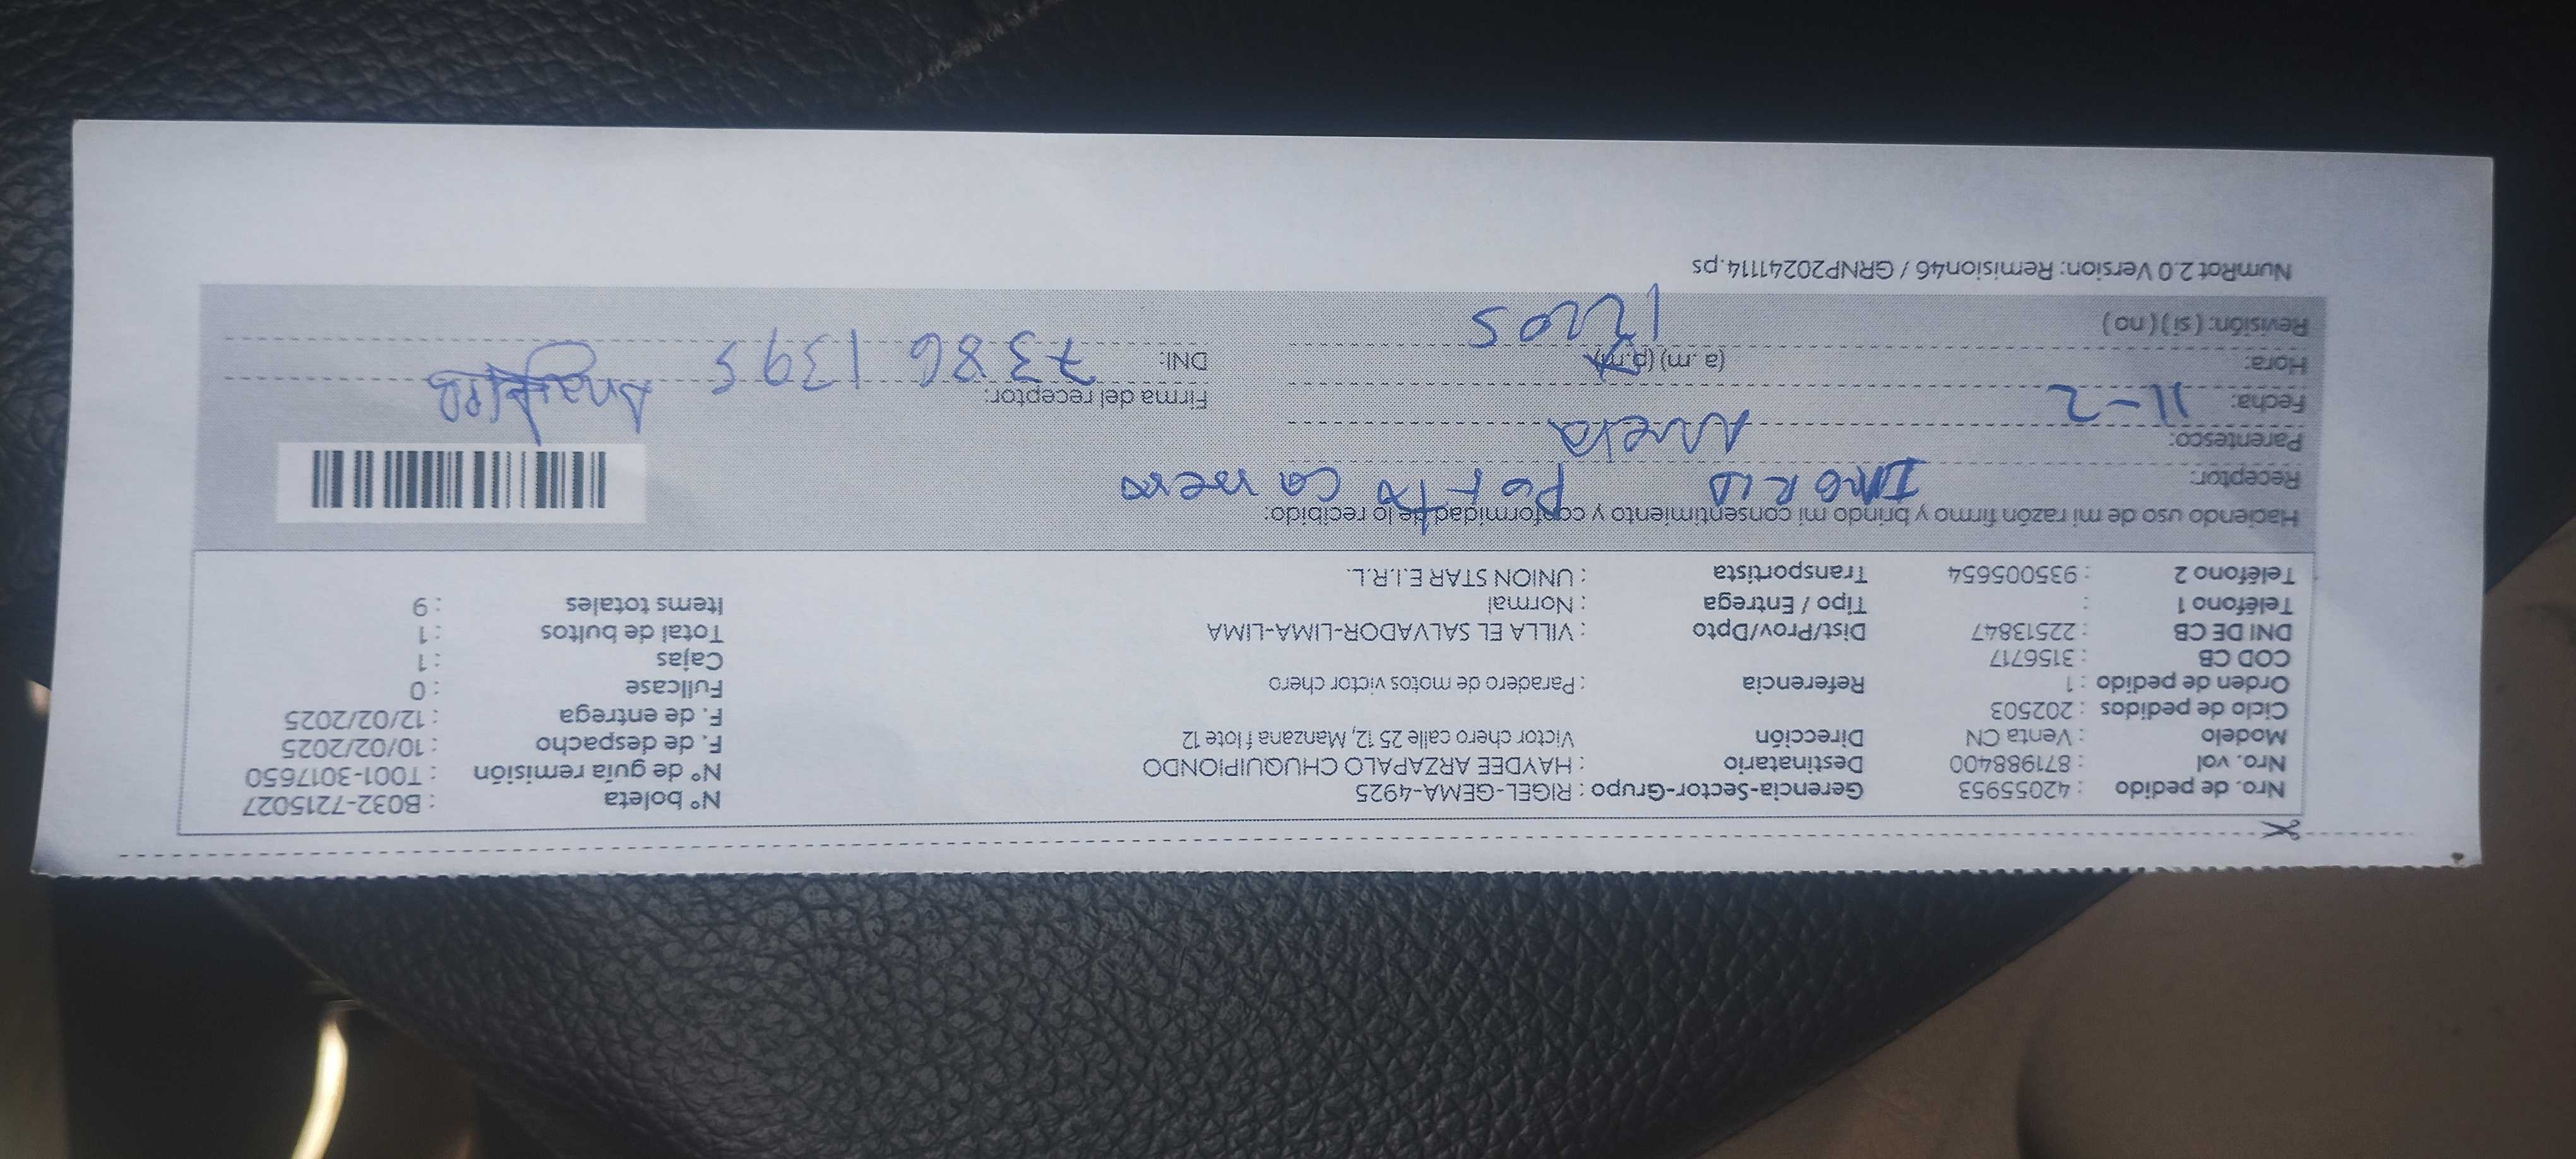 Nro. de pedido : 42055953 Gerencia-Sector-Grupo : RIGEL-GEMA-4925 N° boleta : B032-7215027
Nro. vol : 871988400 Destinatario : HAYDEE ARZAPALO CHUQUIPIONDO N° de guía remisión : T001-3017650
Modelo : Venta CN Dirección Victor chero calle 25 12, Manzana f lote 12 F. de despacho : 10/02/2025
Ciclo de pedidos : 202503 F. de entrega : 12/02/2025
Orden de pedido : 1 Referencia : Paradero de motos victor chero Fullcase : 0
COD CB : 3156717 Cajas : 1
DNI DE CB : 22513847 Dist/Prov/Dpto : VILLA EL SALVADOR-LIMA-LIMA Total de bultos : 1
Teléfono 1 : Tipo / Entrega : Normal Items totales : 9
Teléfono 2 : 935005654 Transportista : UNION STAR E.I.R.L.
Haciendo uso de mi razón firmo y brindo mi consentimiento y conformidad de lo recibido:
Receptor:
Parentesco: Nieta
Fecha: 11-2 Firma del receptor:
Hora: (a. m) (p.m) 1205 DNI: 73861395
Revisión: ( si ) ( no )
NumRot 2.0 Version: Remision46 / GRNP20241114.ps